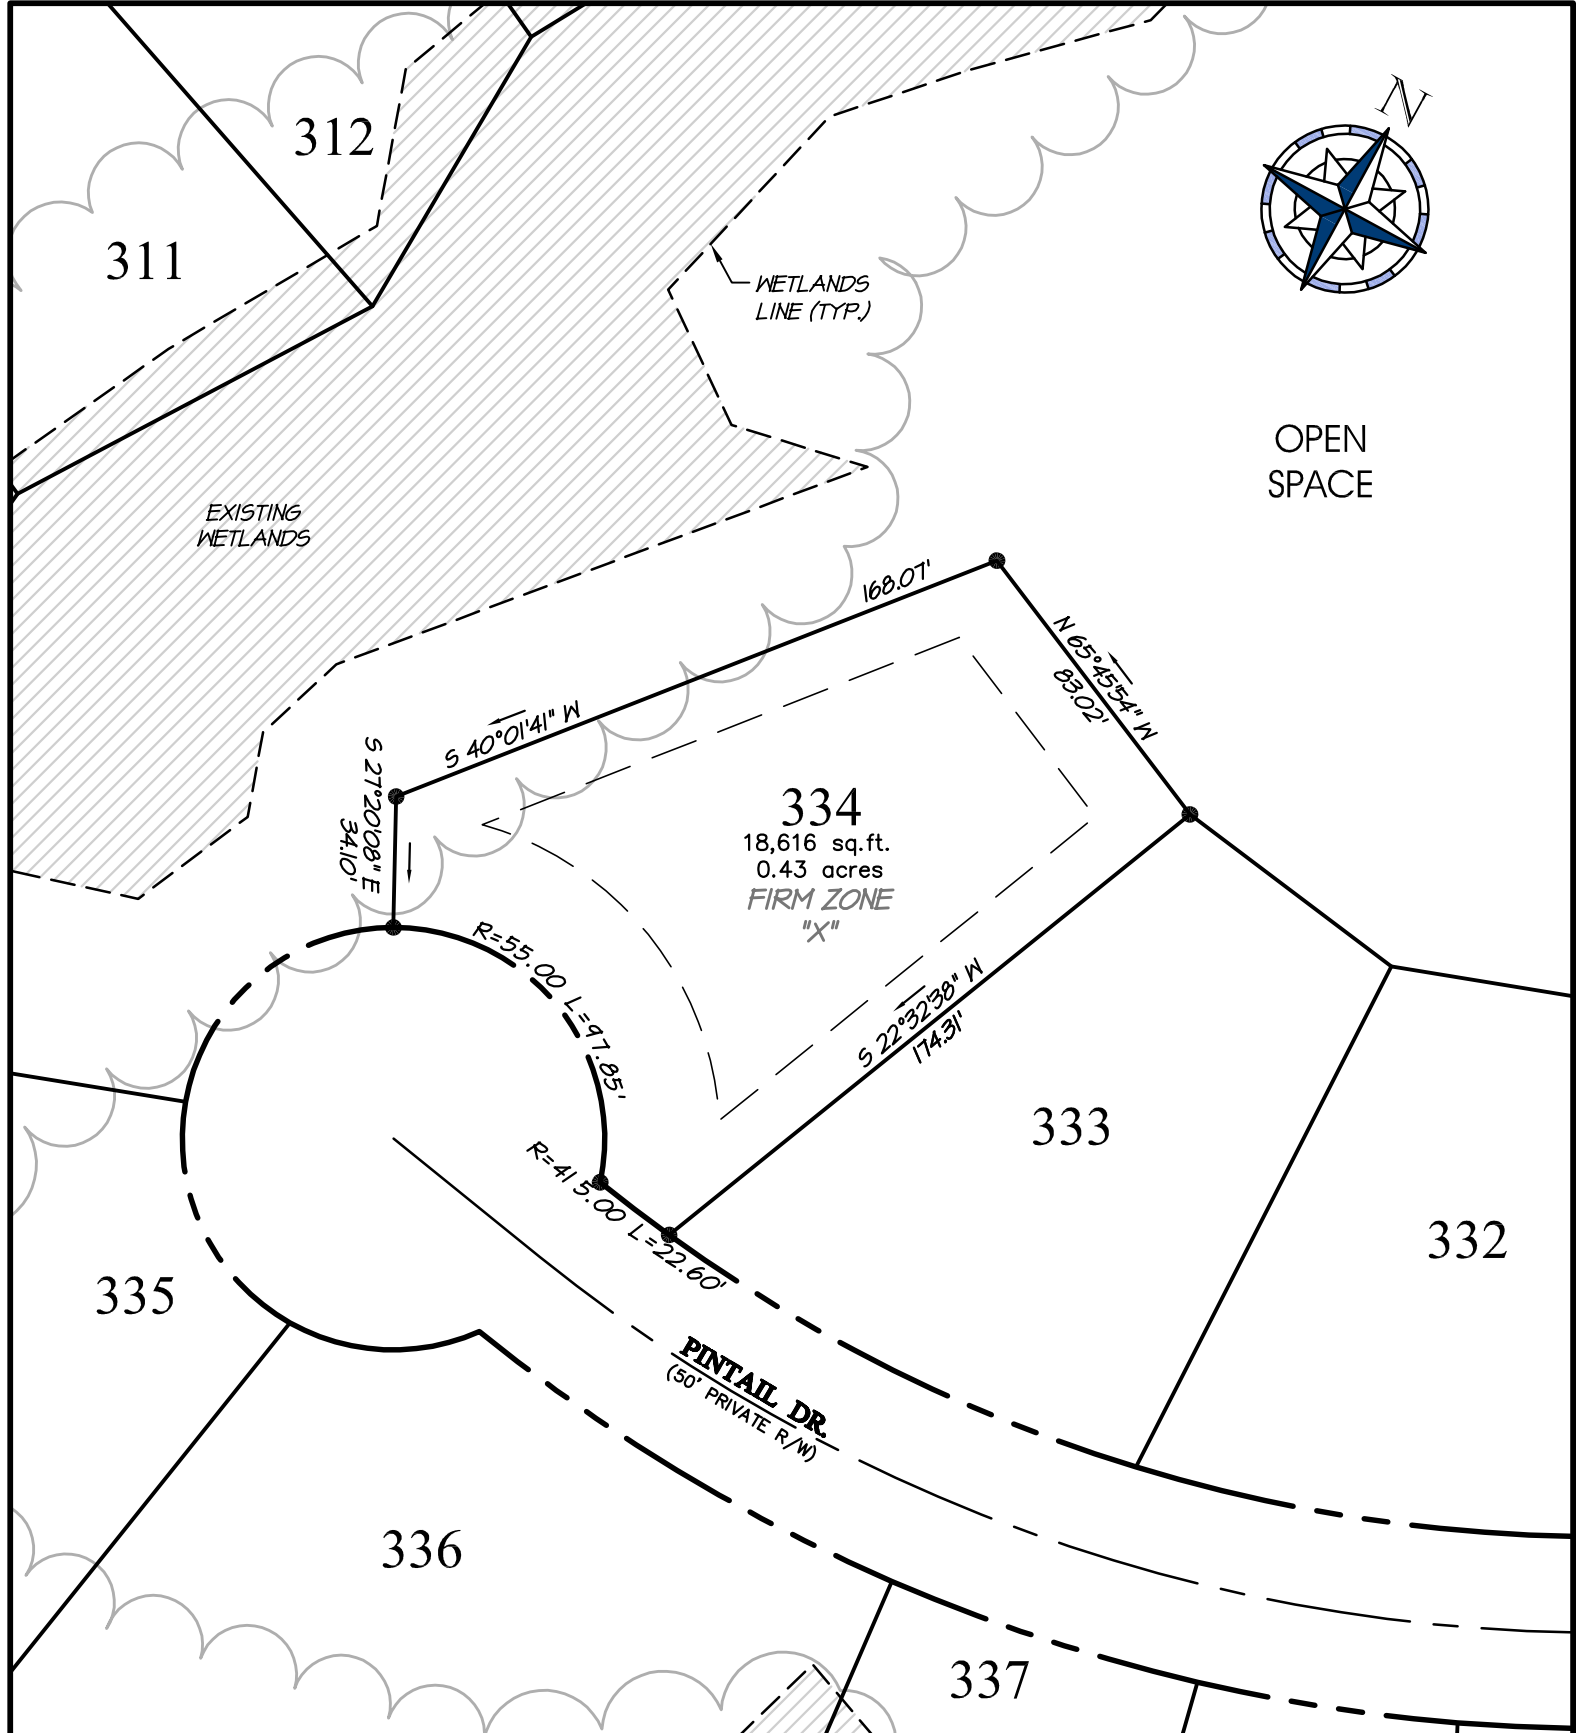 N
312
311
WETLANDS
LINE (TYP.)
OPEN
SPACE
EXISTING
WETLANDS
168.07'
S 40°01'41" W
N 65°45'54" W
83.02'
S 27°20'08" E
34.10'
334
18,616 sq.ft.
0.43 acres
FIRM ZONE
"X"
R=55.00 L=97.85'
S 22°32'38" W
174.31'
R=415.00 L=22.60'
333
332
335
PINTAIL DR.
(50' PRIVATE R/W)
336
337